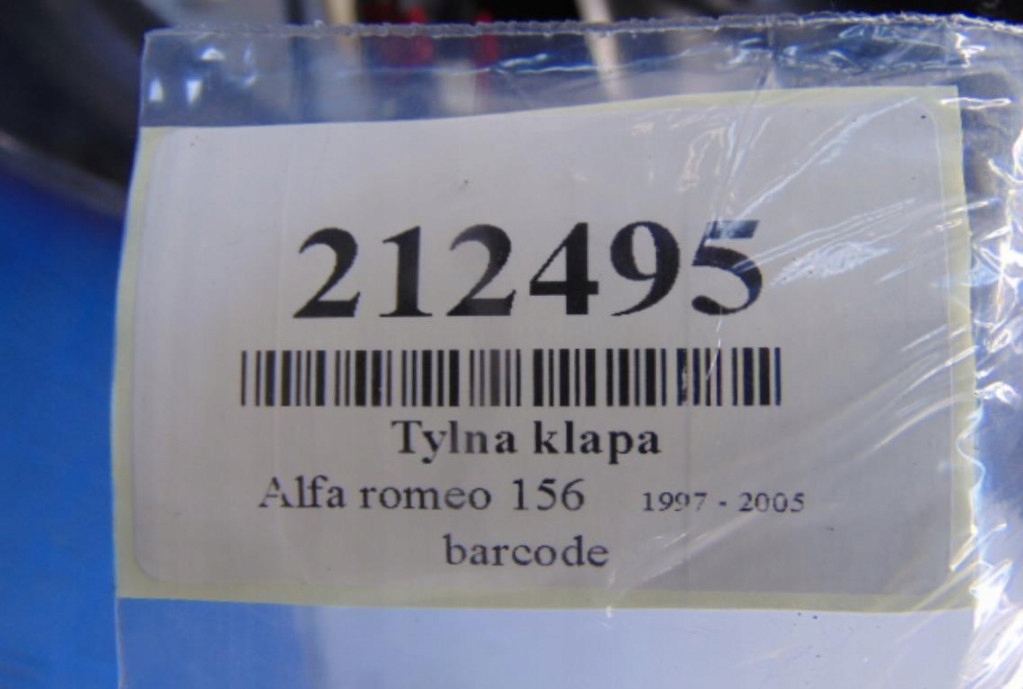 212495
Tylna klapa
Alfa romeo 156 1997 - 2005
barcode